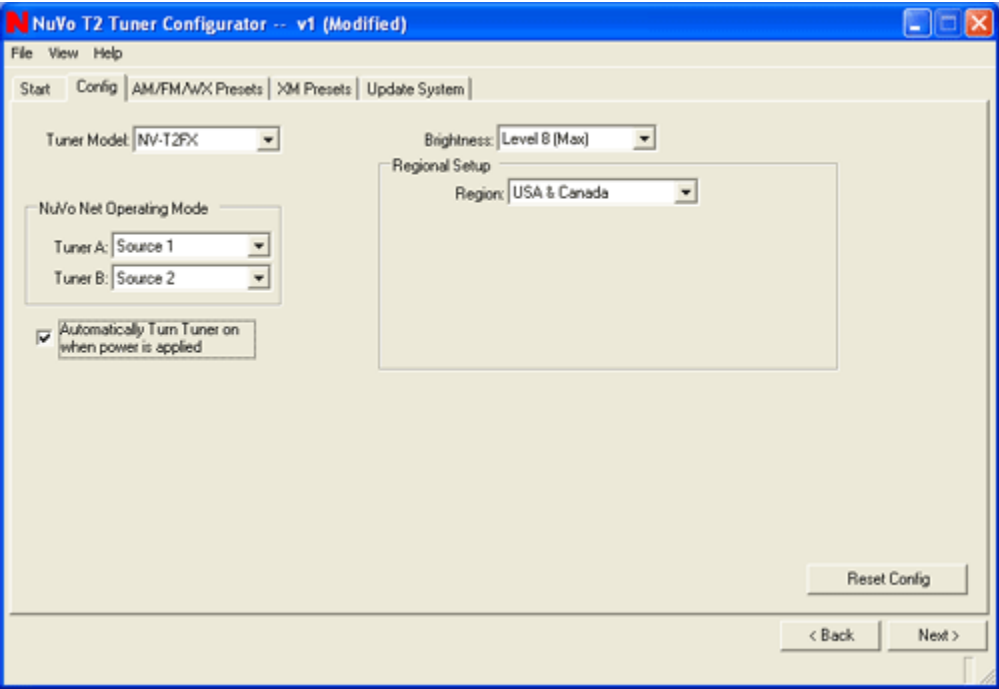 NuVo T2 Tuner Configurator -- v1 (Modified)
File View Help
Start Config AM/FM/WX Presets XM Presets Update System
Tuner Model: NV-T2FX Brightness: Level 8 (Max)
Regional Setup
Region: USA & Canada
NuVo Net Operating Mode
Tuner A: Source 1
Tuner B: Source 2
Automatically Turn Tuner on
when power is applied
Reset Config
< Back Next >